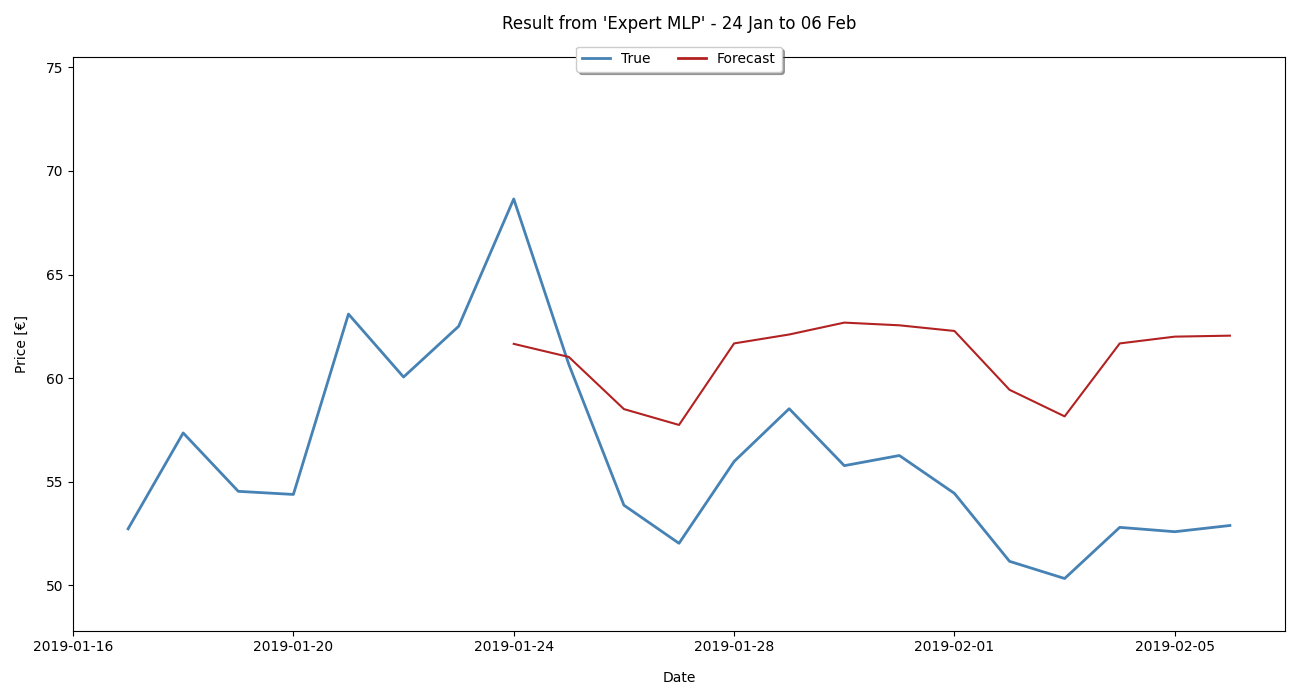 Result from 'Expert MLP' - 24 Jan to 06 Feb
True Forecast
75
70
65
60
55
50
Price [€]
2019-01-16 2019-01-20 2019-01-24 2019-01-28 2019-02-01 2019-02-05
Date